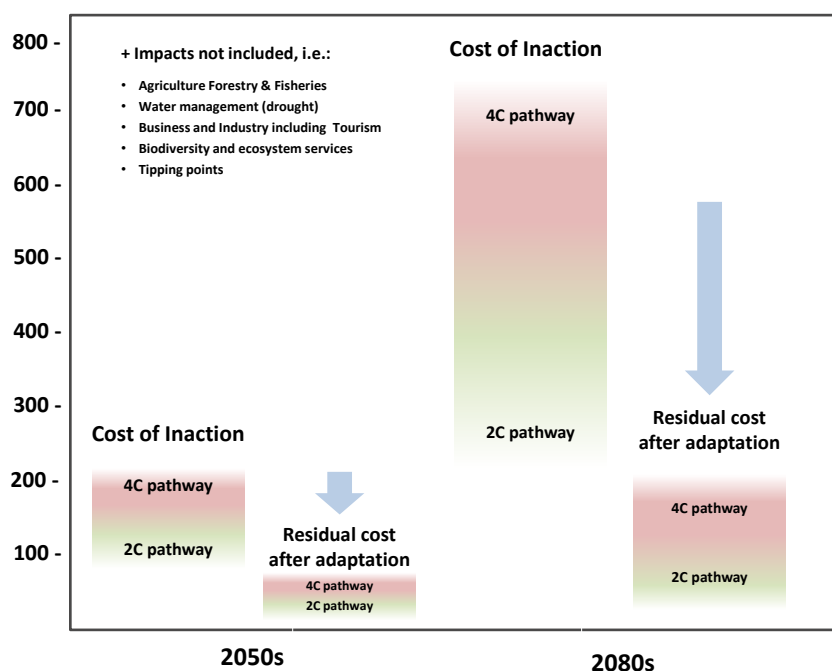 800 -
700 -
600 -
500 -
400 -
300 -
200 -
100 -
+ Impacts not included, i.e.:
• Agriculture Forestry & Fisheries
• Water management (drought)
• Business and Industry including Tourism
• Biodiversity and ecosystem services
• Tipping points
Cost of Inaction
4C pathway
2C pathway
Residual cost
after adaptation
4C pathway
2C pathway
Cost of Inaction
4C pathway
2C pathway
Residual cost
after adaptation
4C pathway
2C pathway
2050s
2080s